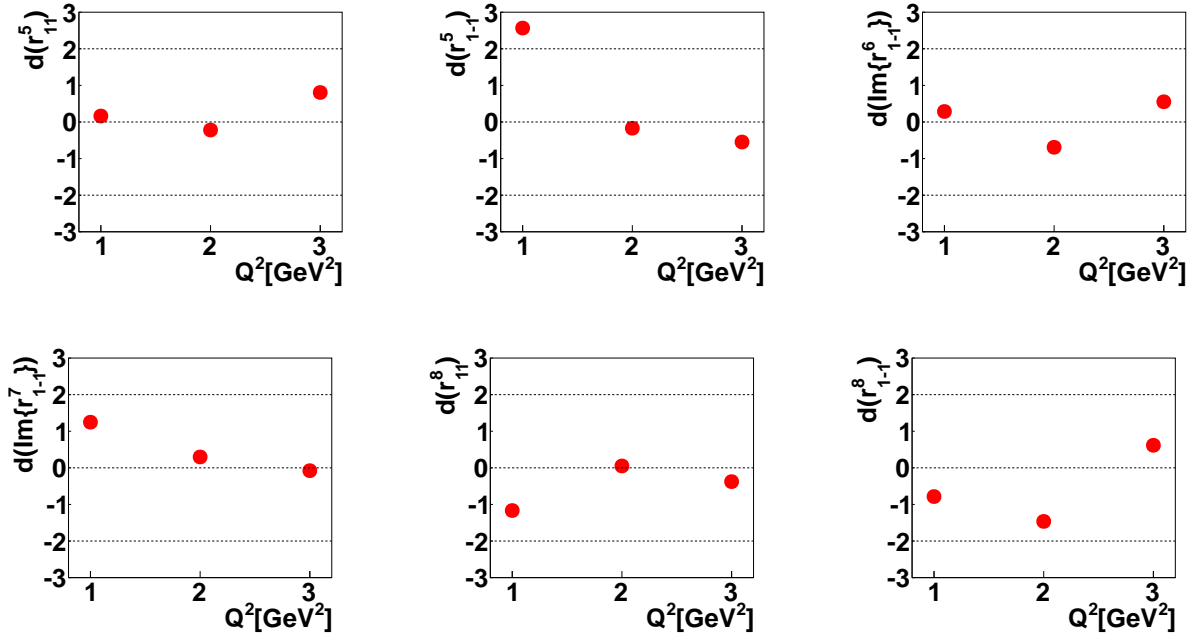 d(r^5_11)
3
2
1
0
-1
-2
-3
1 2 3
Q^2[GeV^2]
d(r^5_1-1)
3
2
1
0
-1
-2
-3
1 2 3
Q^2[GeV^2]
d(Im{r^6_1-1})
3
2
1
0
-1
-2
-3
1 2 3
Q^2[GeV^2]
d(Im{r^7_1-1})
3
2
1
0
-1
-2
-3
1 2 3
Q^2[GeV^2]
d(r^8_11)
3
2
1
0
-1
-2
-3
1 2 3
Q^2[GeV^2]
d(r^8_1-1)
3
2
1
0
-1
-2
-3
1 2 3
Q^2[GeV^2]